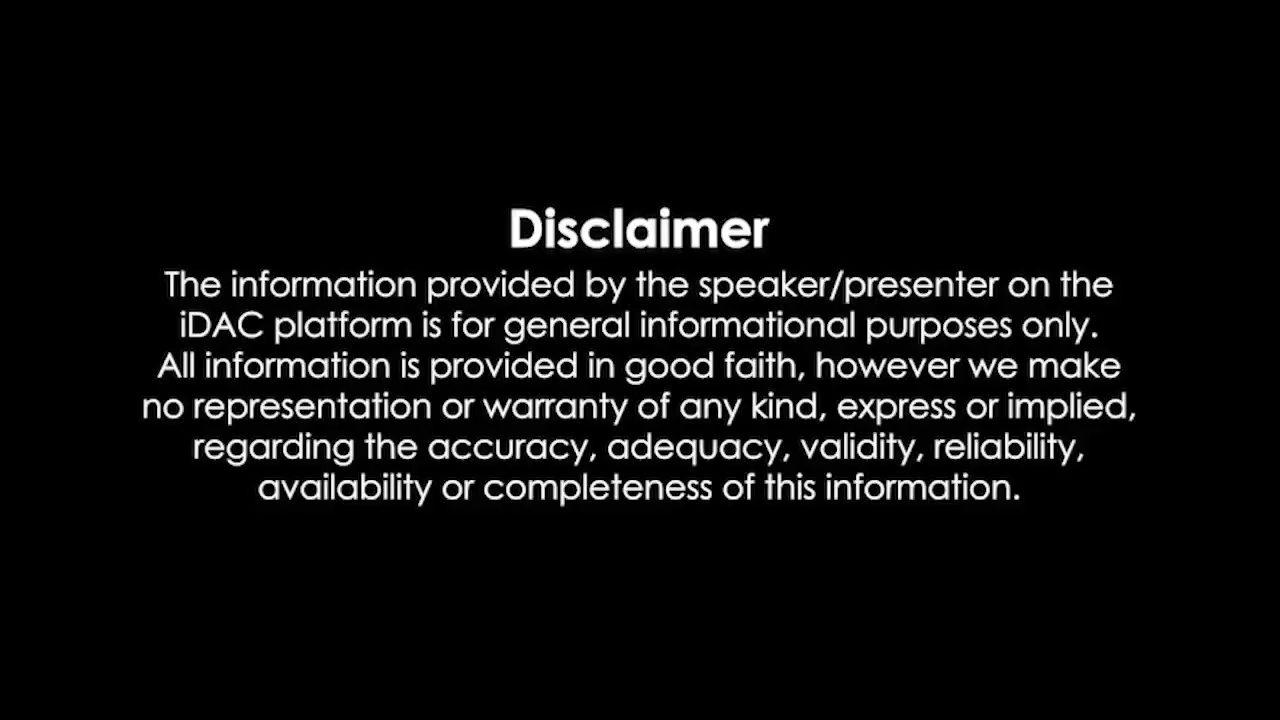 Disclaimer
The information provided by the speaker/presenter on the
iDAC platform is for general informational purposes only.
All information is provided in good faith, however we make
no representation or warranty of any kind, express or implied,
regarding the accuracy, adequacy, validity, reliability,
availability or completeness of this information.